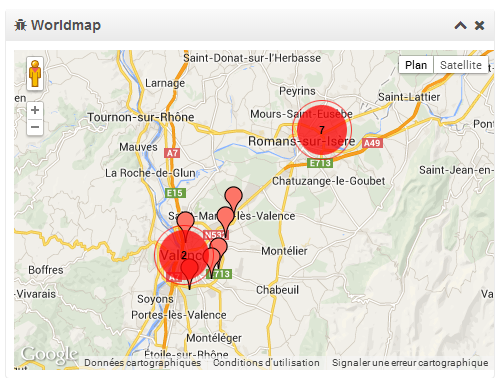 Worldmap
Saint-Donat-sur-l'Herbasse
Plan Satellite
Larnage
Peyrins
Saint-Lattier
Tournon-sur-Rhône
Mours-Saint-Eusèbe
7
Romans-sur-Isère
A49
Mauves
A7
E713
La Roche-de-Glun
Chatuzange-le-Goubet
Saint-Jean-en-
E15
Saint-Marcel-lès-Valence
N532
Montélier
Valence
2
Boffres
A7
E713
-Vivarais
Chabeuil
Soyons
Portes-lès-Valence
Montéléger
Étoile-sur-Rhône
Google
Données cartographiques Conditions d'utilisation Signaler une erreur cartographique